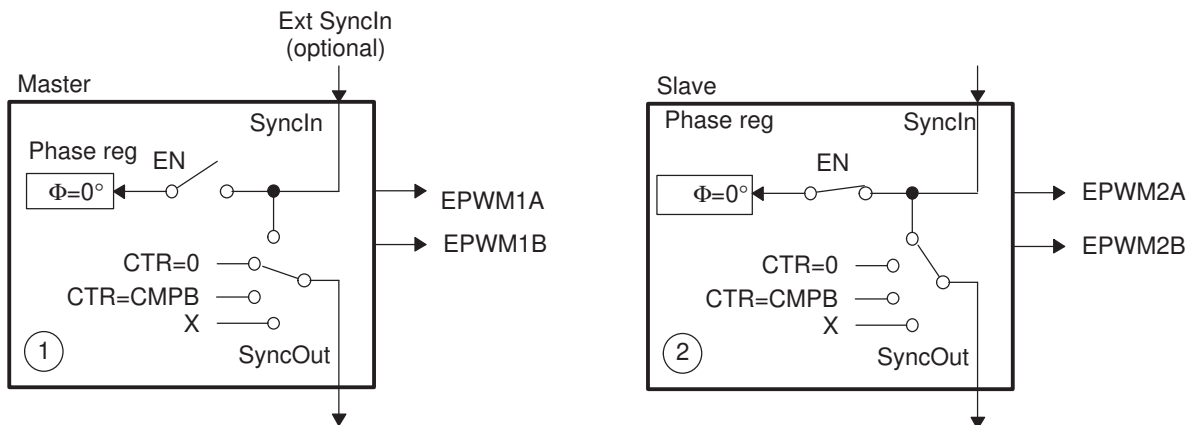 Ext SyncIn
(optional)
Master
SyncIn
Phase reg
EN
Φ=0°
EPWM1A
EPWM1B
CTR=0
CTR=CMPB
X
SyncOut
1
Slave
Phase reg
SyncIn
EN
Φ=0°
EPWM2A
EPWM2B
CTR=0
CTR=CMPB
X
SyncOut
2